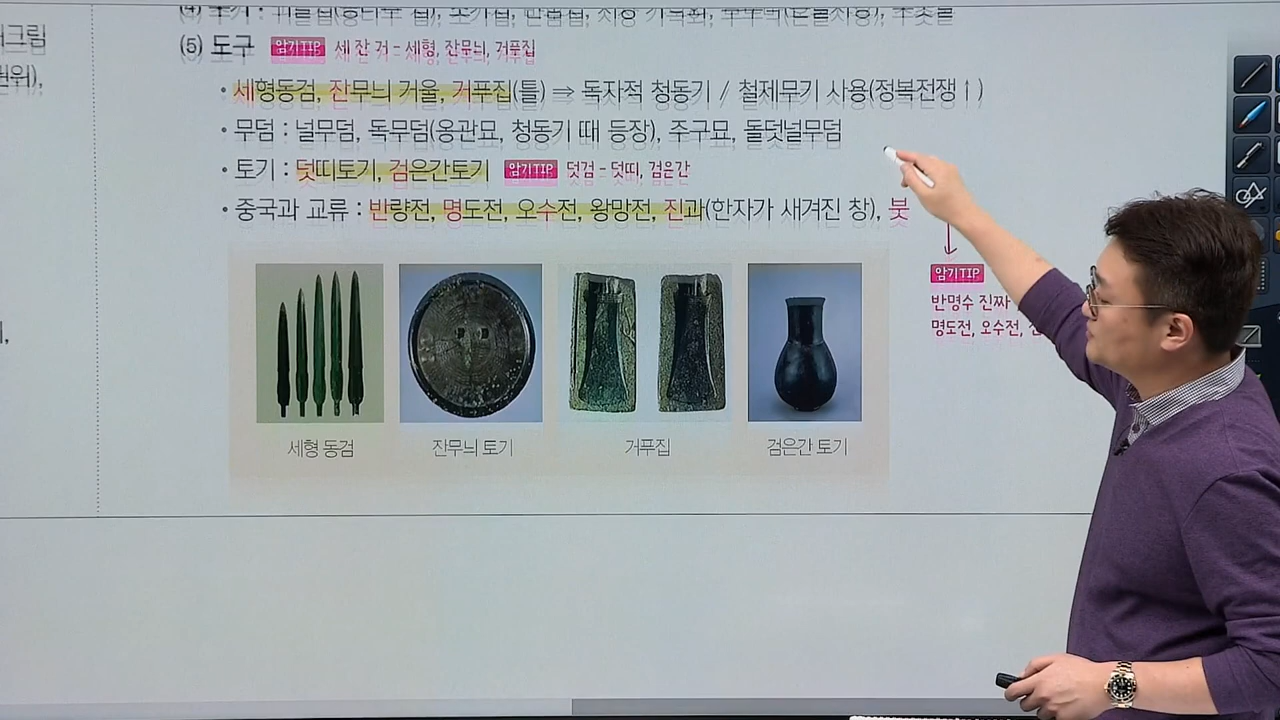 (5) 도구 암기TIP 세 잔 거 - 세형, 잔무늬, 거푸집
• 세형동검, 잔무늬 거울, 거푸집(틀) ⇒ 독자적 청동기 / 철제무기 사용(정복전쟁↑)
• 무덤 : 널무덤, 독무덤(옹관묘, 청동기 때 등장), 주구묘, 돌덧널무덤
• 토기 : 덧띠토기, 검은간토기 암기TIP 덧검 - 덧띠, 검은간
• 중국과 교류 : 반량전, 명도전, 오수전, 왕망전, 진과(한자가 새겨진 창), 붓
암기TIP
반명수 진짜
명도전, 오수전,
세형 동검
잔무늬 토기
거푸집
검은간 토기